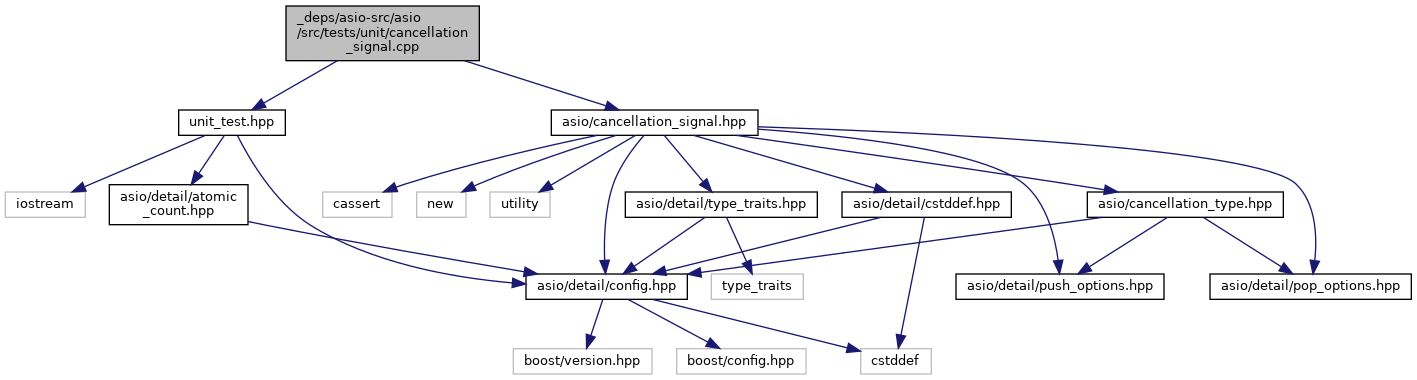 _deps/asio-src/asio
/src/tests/unit/cancellation
_signal.cpp
unit_test.hpp
asio/cancellation_signal.hpp
iostream
asio/detail/atomic
_count.hpp
cassert
new
utility
asio/detail/type_traits.hpp
asio/detail/cstddef.hpp
asio/cancellation_type.hpp
asio/detail/config.hpp
type_traits
asio/detail/push_options.hpp
asio/detail/pop_options.hpp
boost/version.hpp
boost/config.hpp
cstddef